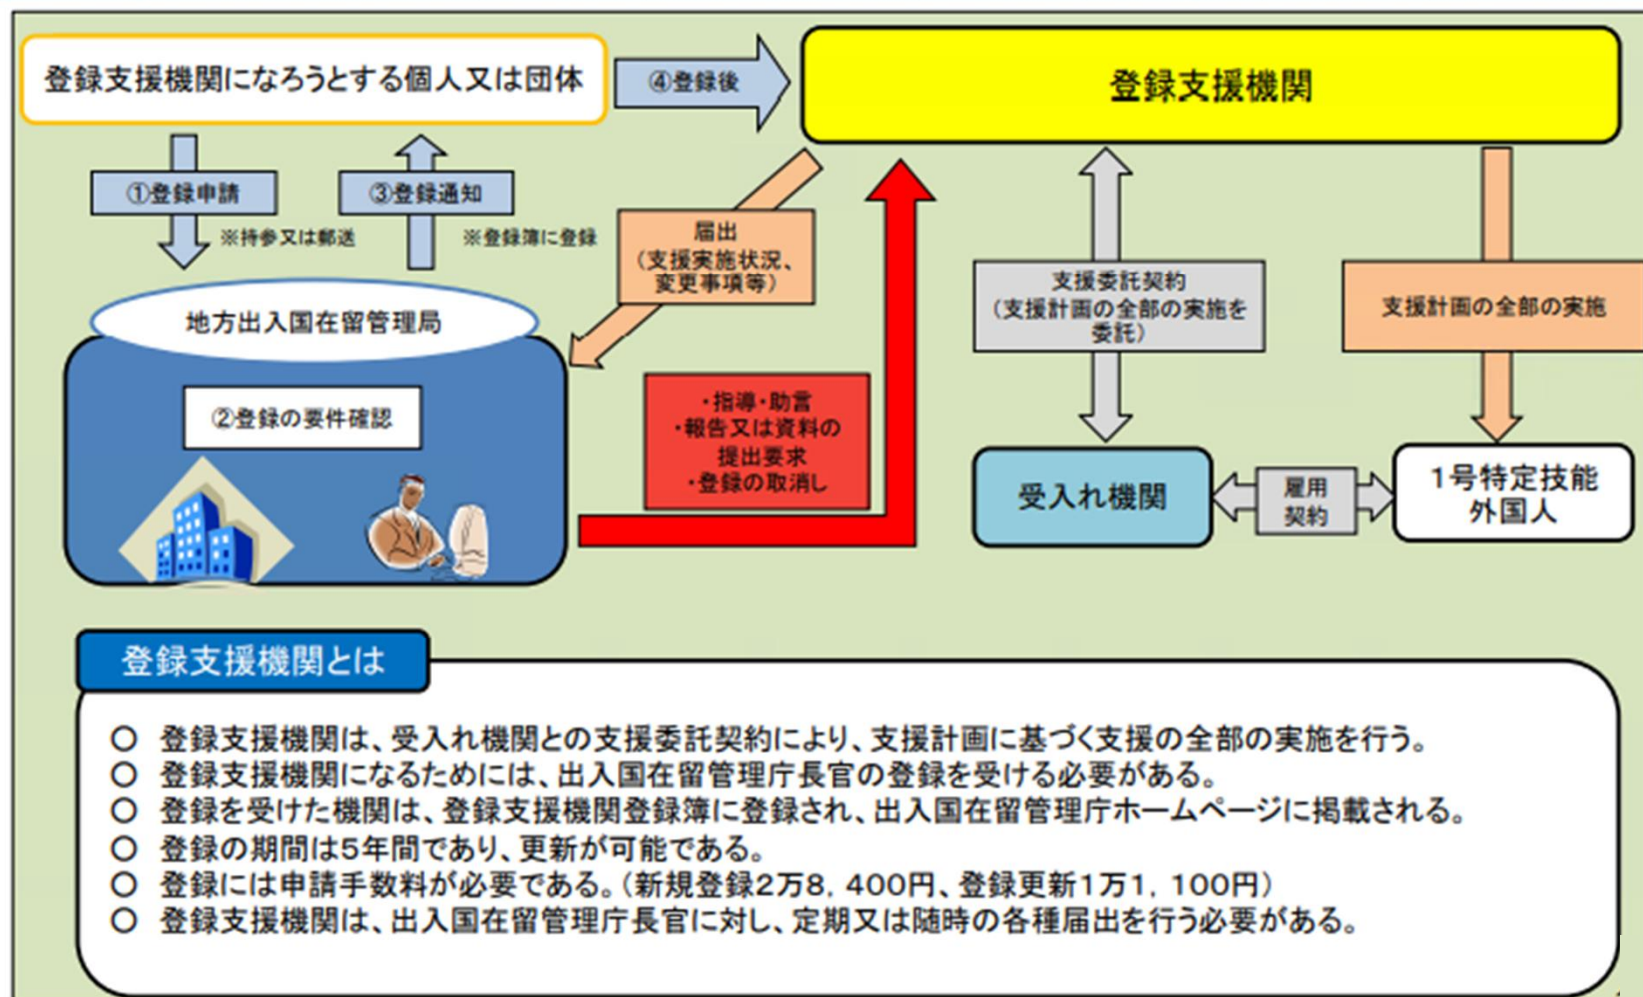 登録支援機関になろうとする個人又は団体
④登録後
登録支援機関
①登録申請
※持参又は郵送
③登録通知
※登録簿に登録
届出
(支援実施状況、
変更事項等)
支援委託契約
(支援計画の全部の実施を
委託)
支援計画の全部の実施
地方出入国在留管理局
②登録の要件確認
・指導・助言
・報告又は資料の
提出要求
・登録の取消し
受入れ機関
雇用
契約
1号特定技能
外国人
登録支援機関とは
○ 登録支援機関は、受入れ機関との支援委託契約により、支援計画に基づく支援の全部の実施を行う。
○ 登録支援機関になるためには、出入国在留管理庁長官の登録を受ける必要がある。
○ 登録を受けた機関は、登録支援機関登録簿に登録され、出入国在留管理庁ホームページに掲載される。
○ 登録の期間は5年間であり、更新が可能である。
○ 登録には申請手数料が必要である。(新規登録2万8,400円、登録更新1万1,100円)
○ 登録支援機関は、出入国在留管理庁長官に対し、定期又は随時の各種届出を行う必要がある。